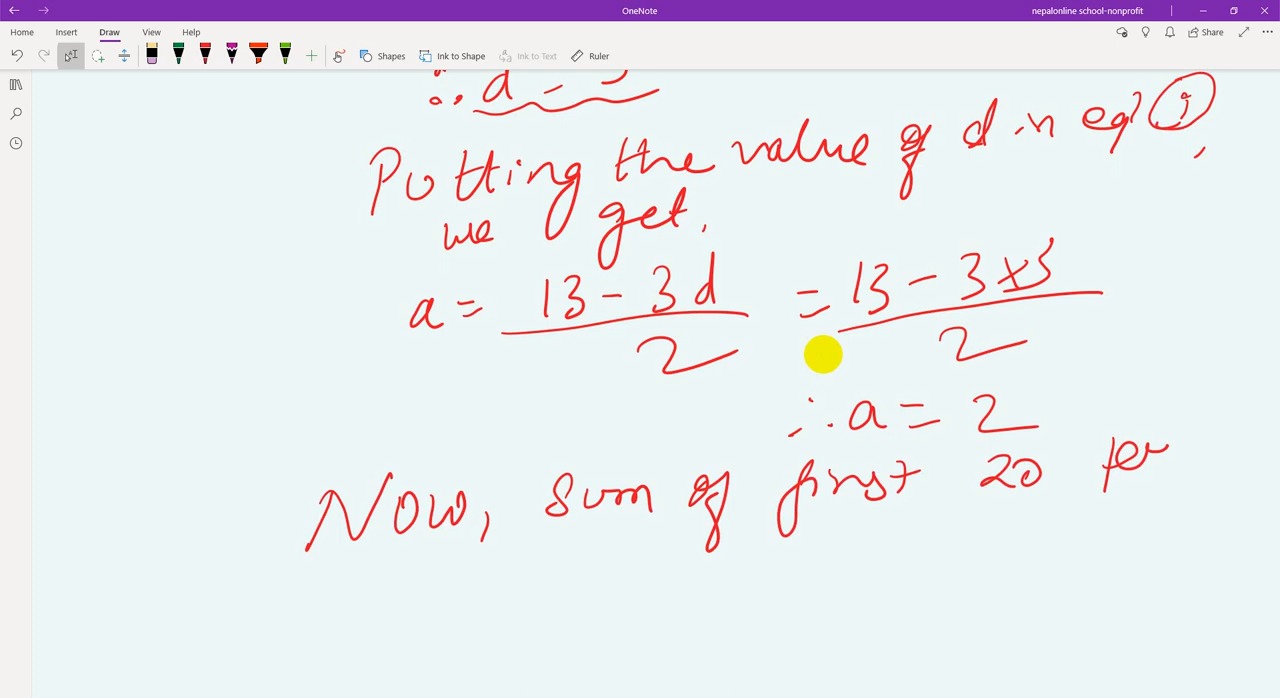 OneNote
nepalonline school-nonprofit
Home Insert Draw View Help
Share
Shapes Ink to Shape Ink to Text Ruler
∴ d = 3
Putting the value of d in eqn (i),
we get,
a = 13 - 3d / 2 = 13 - 3x3 / 2
∴ a = 2
Now, sum of first 20 ter